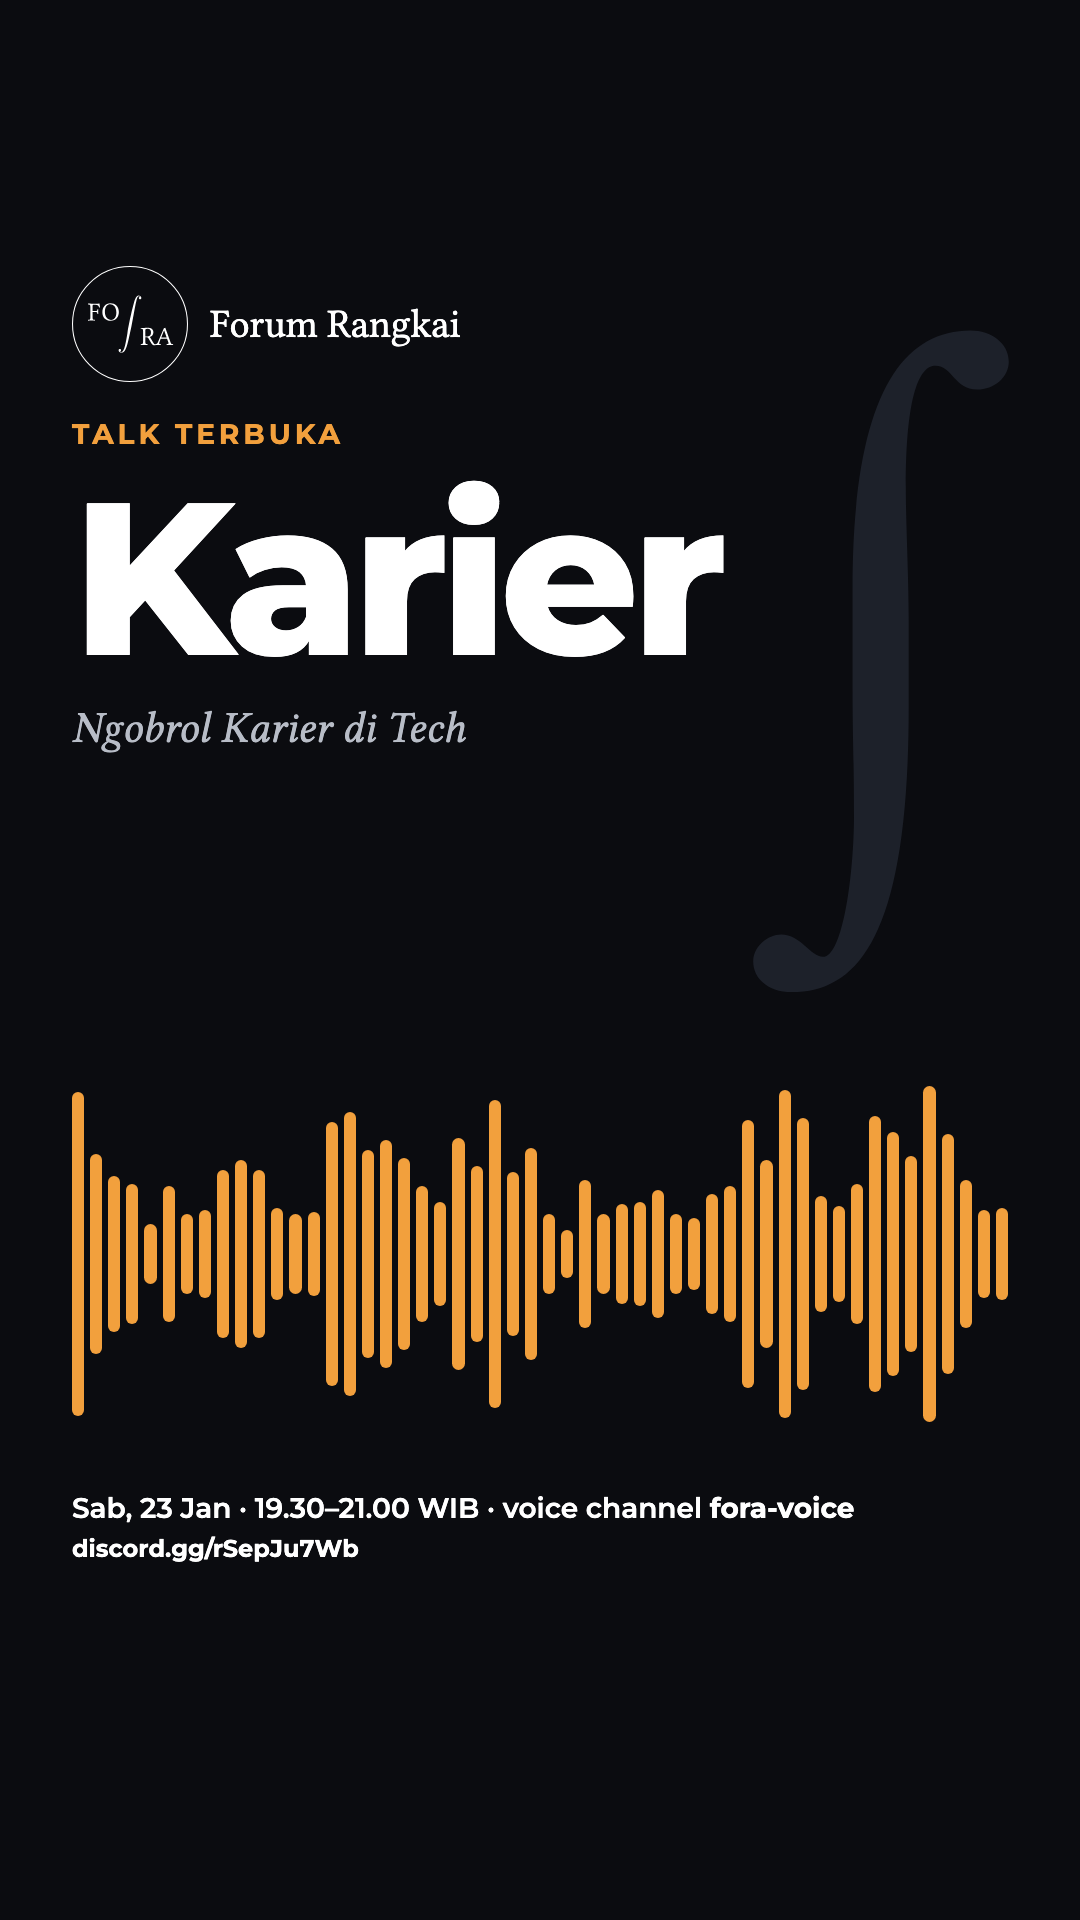 FO∫RA
Forum Rangkai
TALK TERBUKA
Karier
Ngobrol Karier di Tech
∫
Sab, 23 Jan · 19.30–21.00 WIB · voice channel fora-voice
discord.gg/rSepJu7Wb